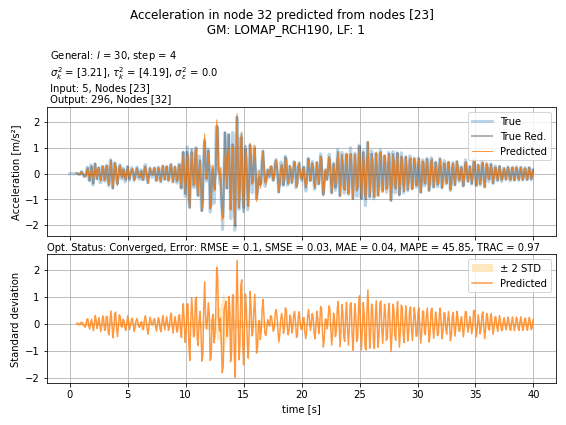 Acceleration in node 32 predicted from nodes [23]
GM: LOMAP_RCH190, LF: 1
General: l = 30, step = 4
σ²ₖ = [3.21], τ²ₖ = [4.19], σ²ε = 0.0
Input: 5, Nodes [23]
Output: 296, Nodes [32]
Acceleration [m/s²]
2
1
0
−1
−2
True
True Red.
Predicted
Opt. Status: Converged, Error: RMSE = 0.1, SMSE = 0.03, MAE = 0.04, MAPE = 45.85, TRAC = 0.97
Standard deviation
2
1
0
−1
−2
± 2 STD
Predicted
0 5 10 15 20 25 30 35 40
time [s]